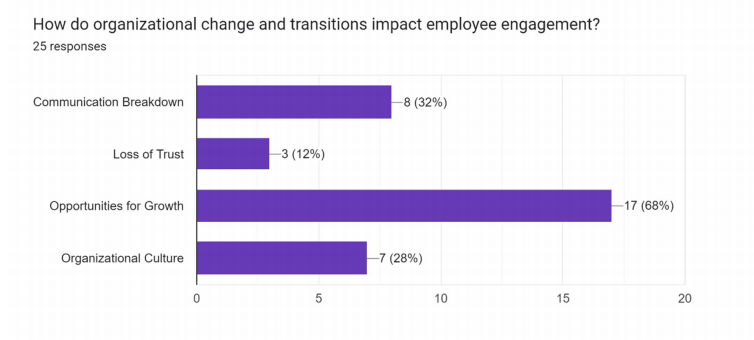 How do organizational change and transitions impact employee engagement?
25 responses
Communication Breakdown
8 (32%)
Loss of Trust
3 (12%)
Opportunities for Growth
17 (68%)
Organizational Culture
7 (28%)
0 5 10 15 20